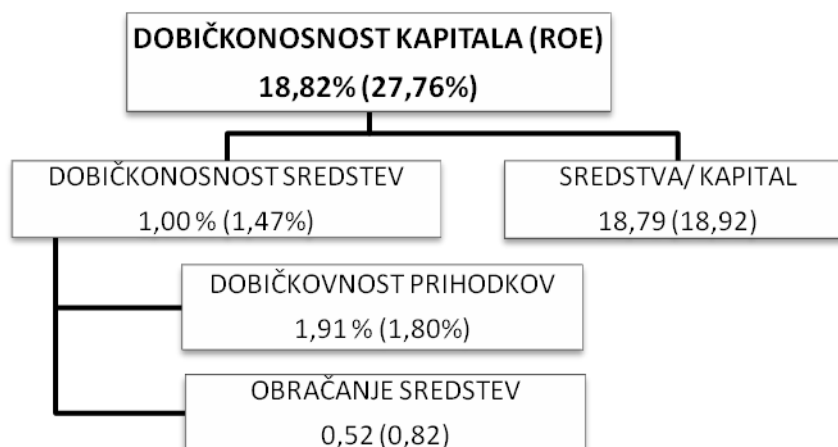 DOBIČKONOSNOST KAPITALA (ROE)
18,82% (27,76%)
DOBIČKONOSNOST SREDSTEV
1,00 % (1,47%)
SREDSTVA/ KAPITAL
18,79 (18,92)
DOBIČKOVNOST PRIHODKOV
1,91 % (1,80%)
OBRAČANJE SREDSTEV
0,52 (0,82)